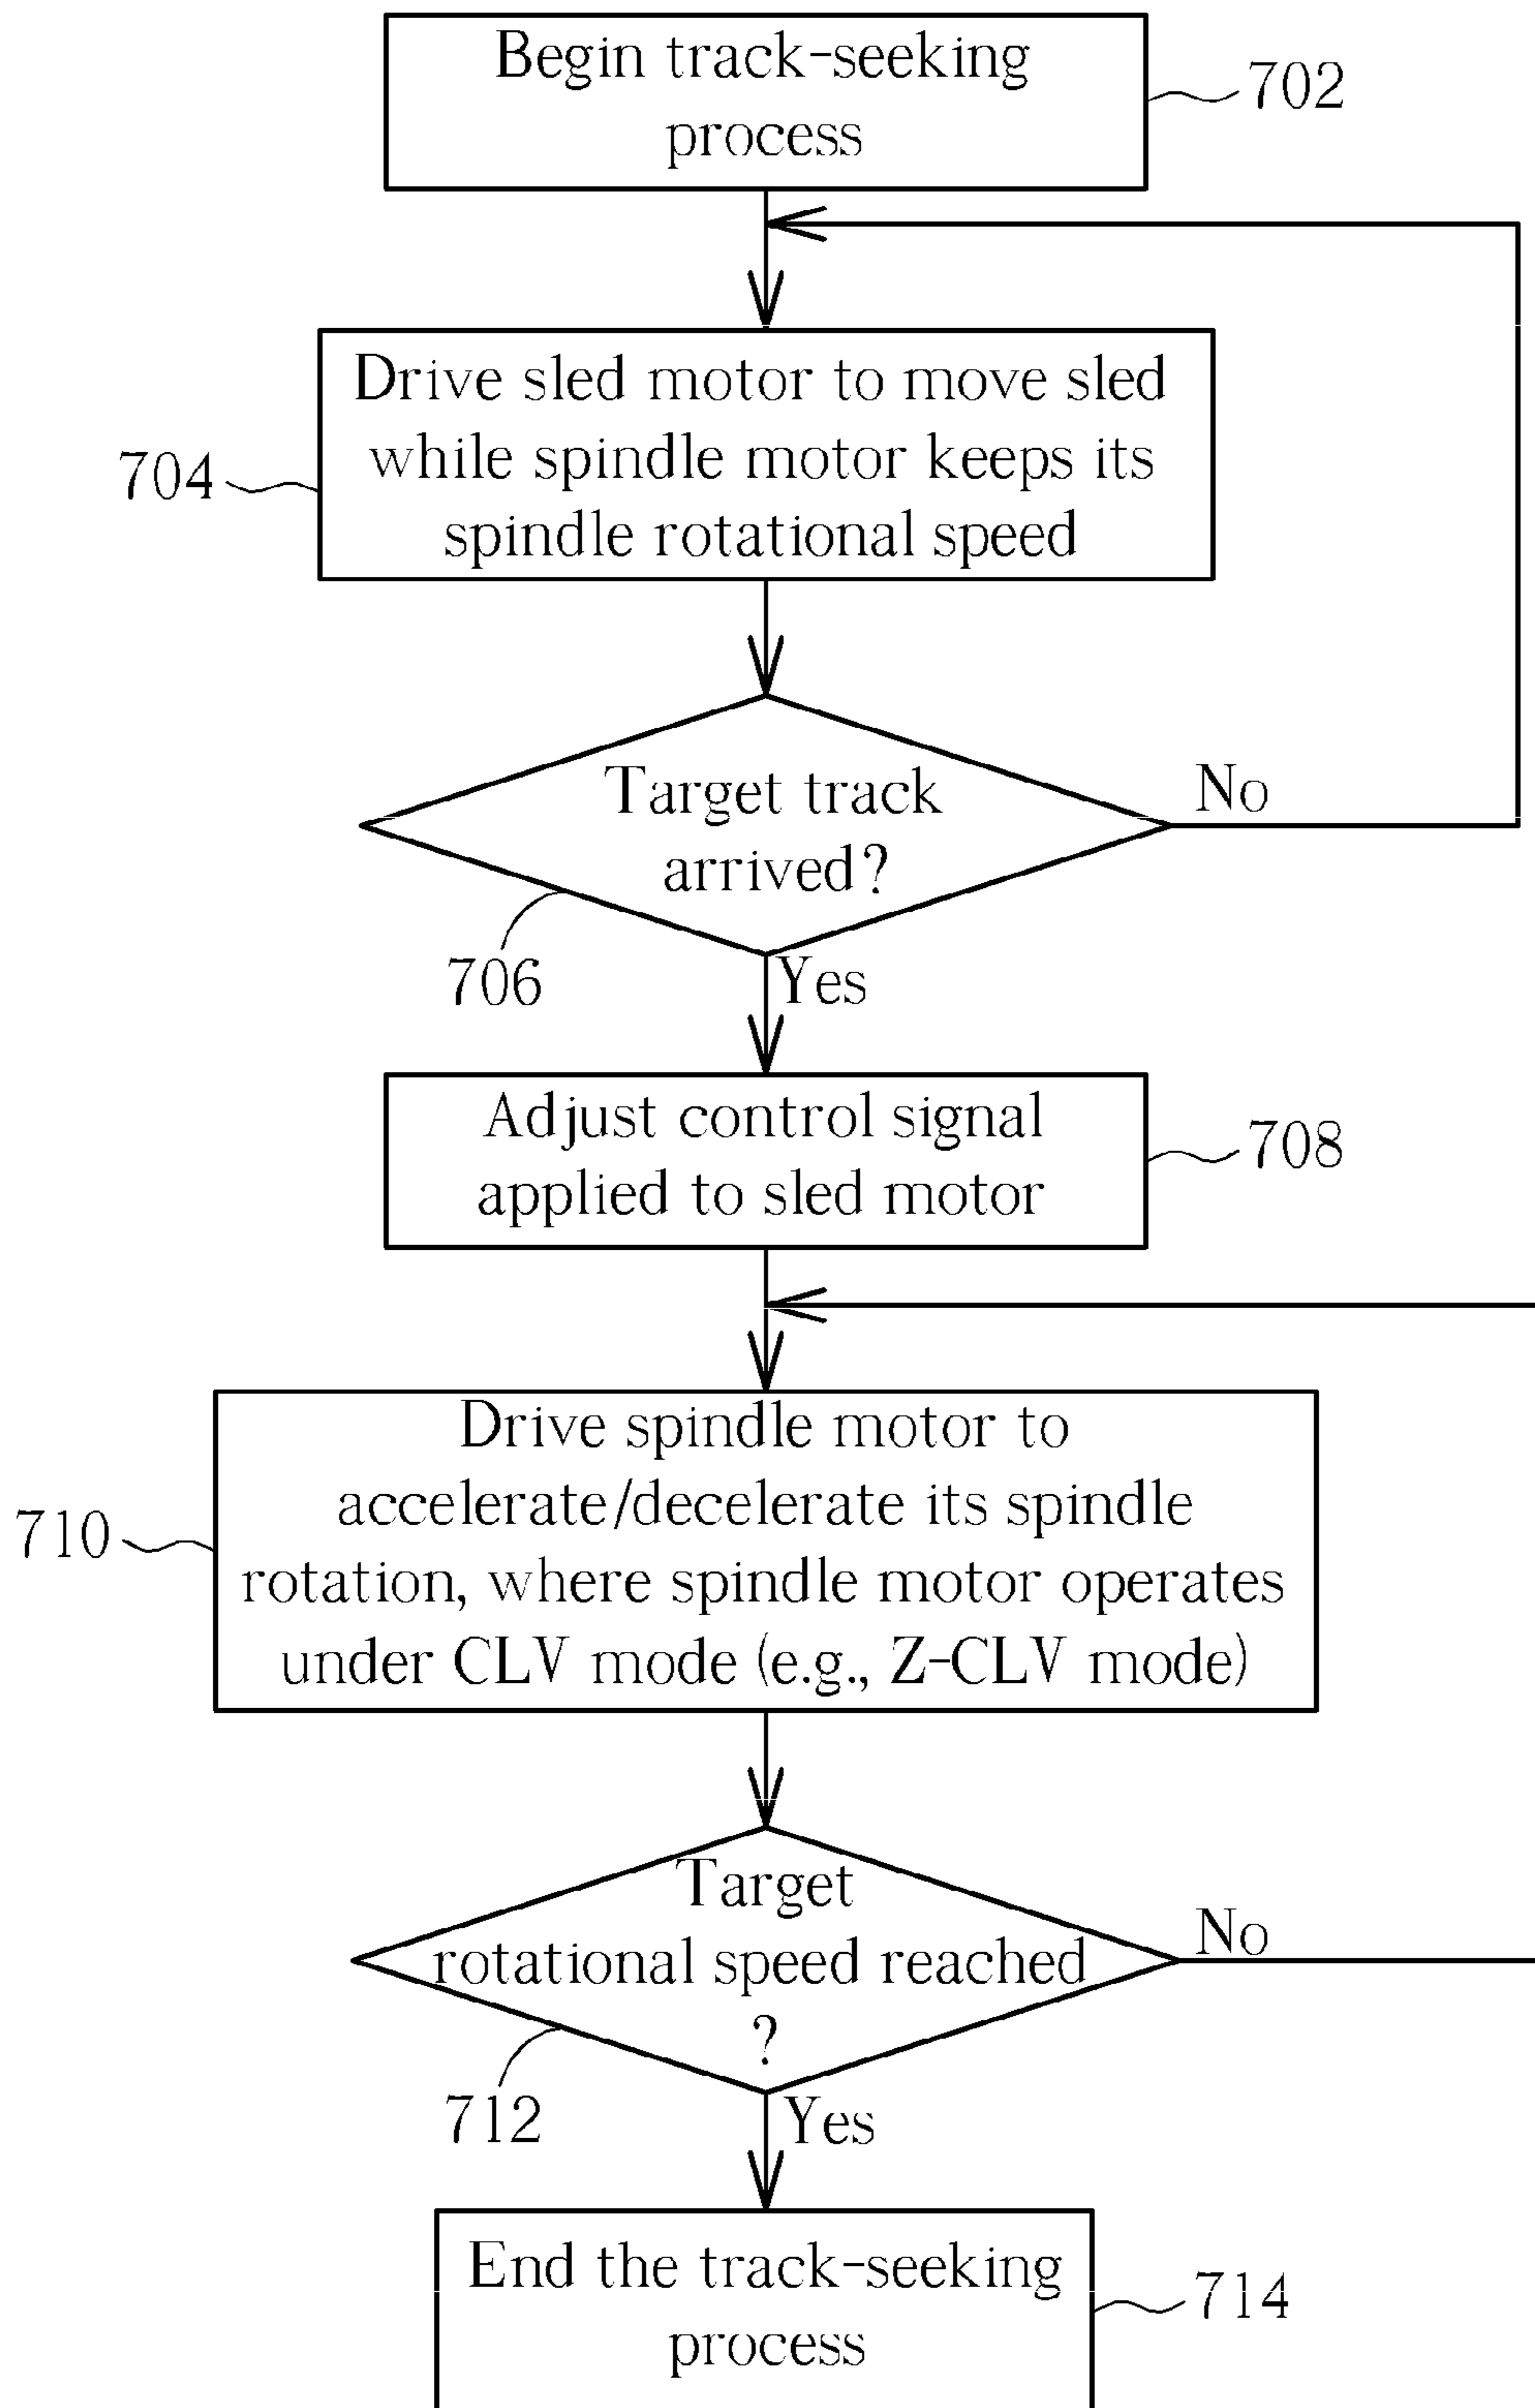 Begin track-seeking
process
702
Drive sled motor to move sled
while spindle motor keeps its
spindle rotational speed
704
Target track
arrived?
No
706
Yes
Adjust control signal
applied to sled motor
708
Drive spindle motor to
accelerate/decelerate its spindle
rotation, where spindle motor operates
under CLV mode (e.g., Z-CLV mode)
710
Target
rotational speed reached
?
No
712
Yes
End the track-seeking
process
714